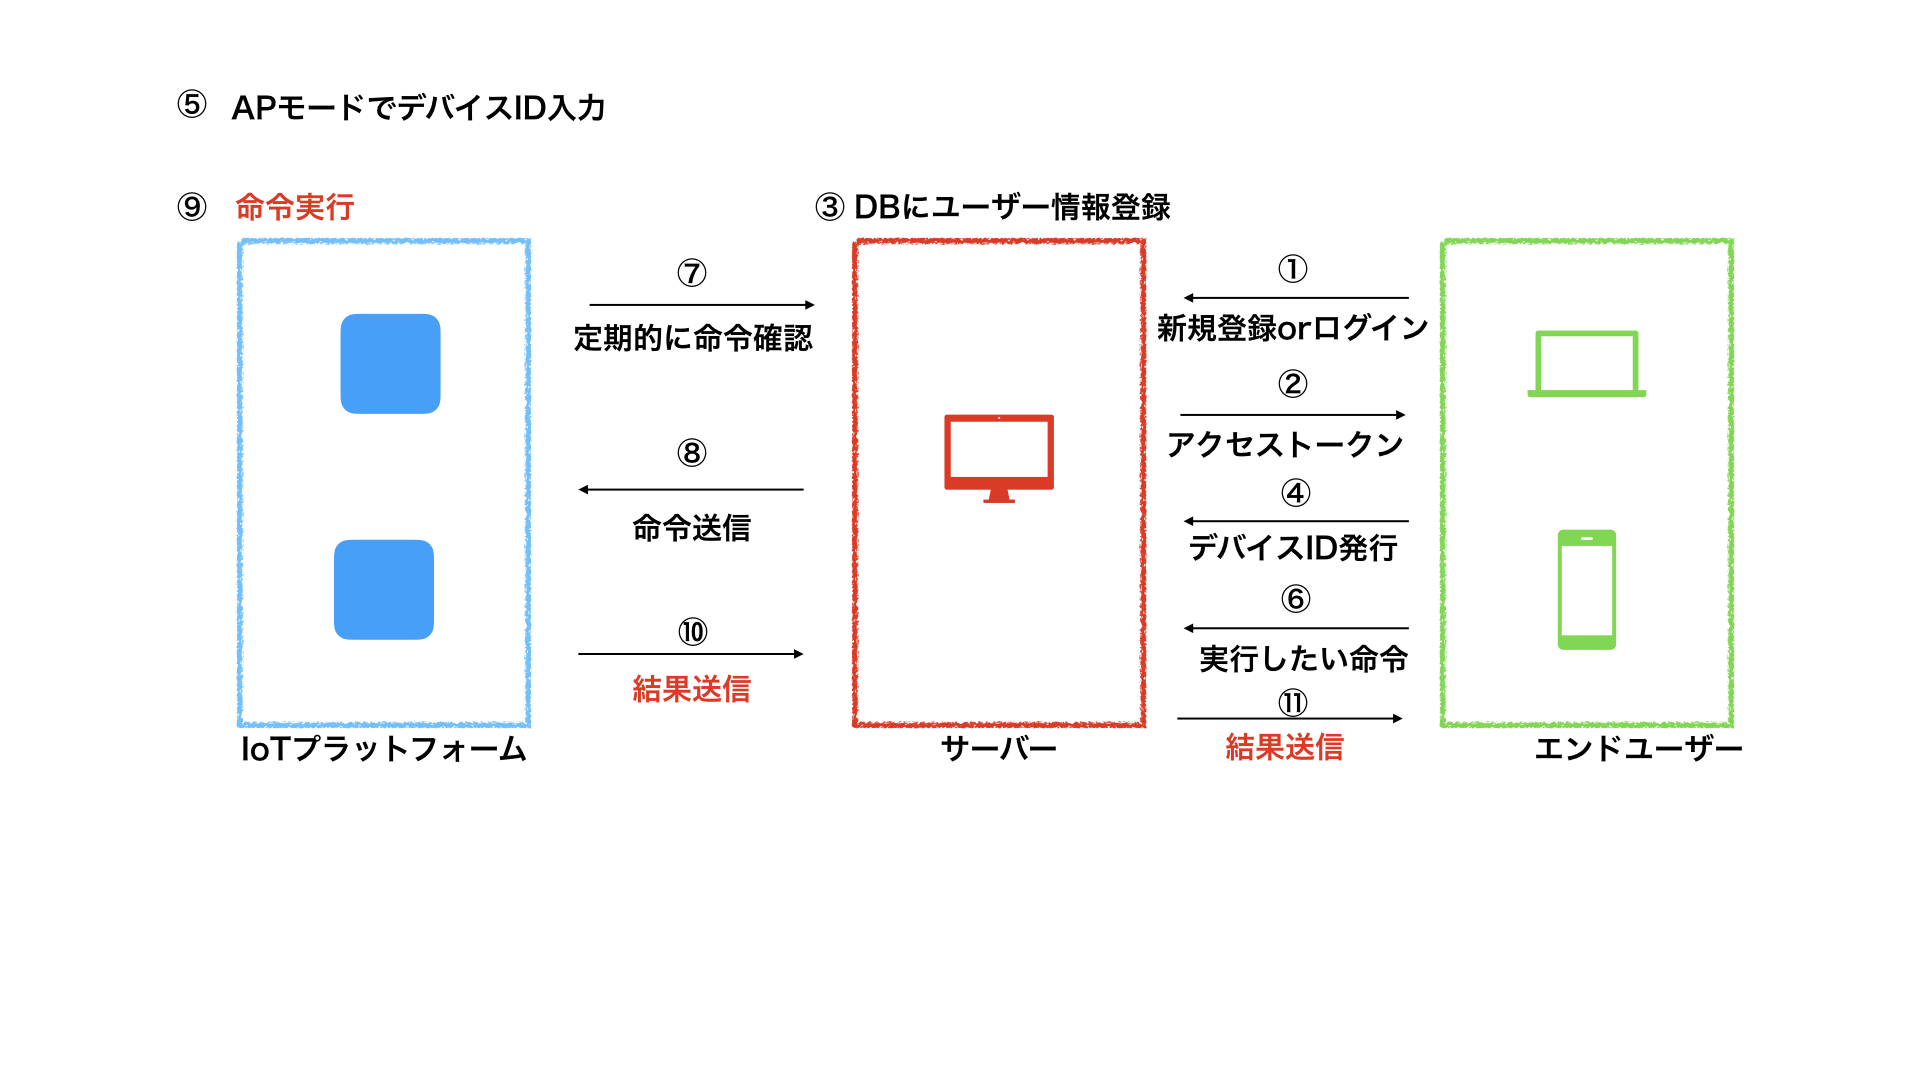 ⑤ APモードでデバイスID入力
⑨ 命令実行
③ DBにユーザー情報登録
⑦
定期的に命令確認
⑧
命令送信
⑩
結果送信
①
新規登録orログイン
②
アクセストークン
④
デバイスID発行
⑥
実行したい命令
⑪
結果送信
IoTプラットフォーム
サーバー
エンドユーザー